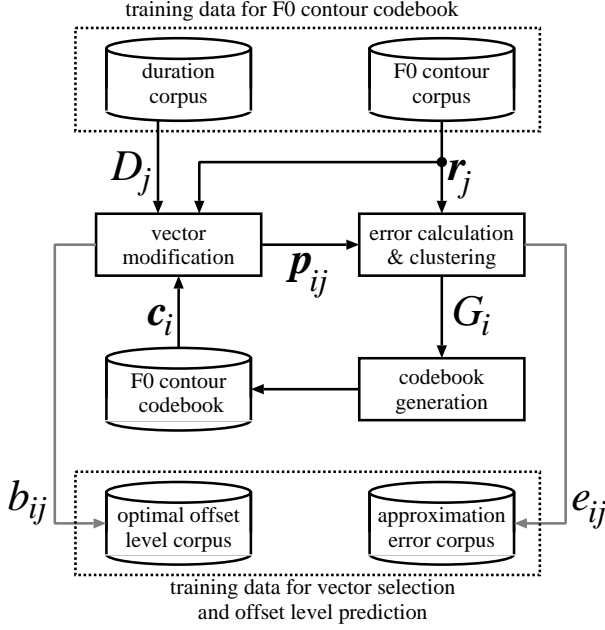 training data for F0 contour codebook
duration
corpus
F0 contour
corpus
D_j
r_j
vector
modification
p_ij
error calculation
& clustering
c_i
G_i
F0 contour
codebook
codebook
generation
b_ij
optimal offset
level corpus
approximation
error corpus
e_ij
training data for vector selection
and offset level prediction